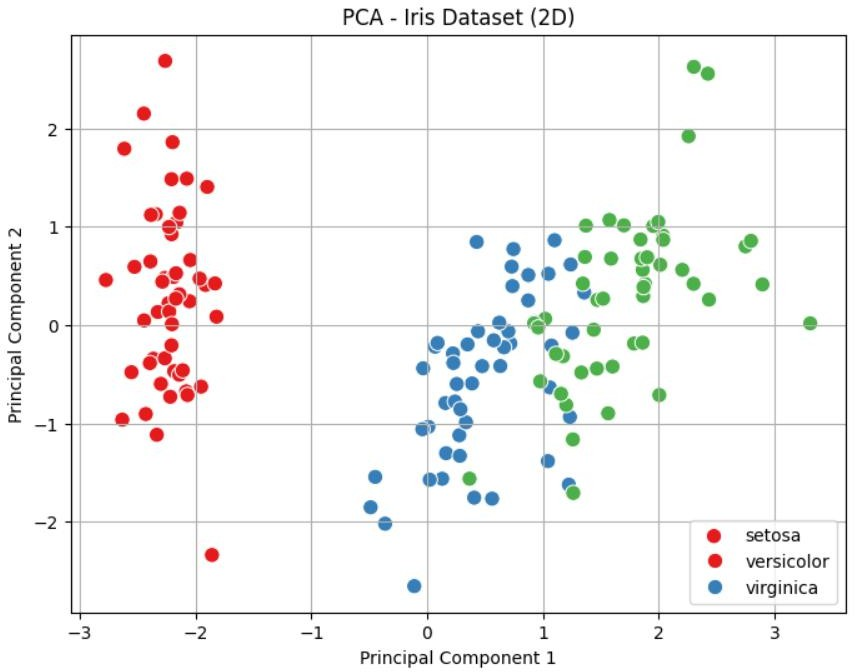 PCA - Iris Dataset (2D)
Principal Component 2
2
1
0
−1
−2
setosa
versicolor
virginica
−3
−2
−1
0
1
2
3
Principal Component 1